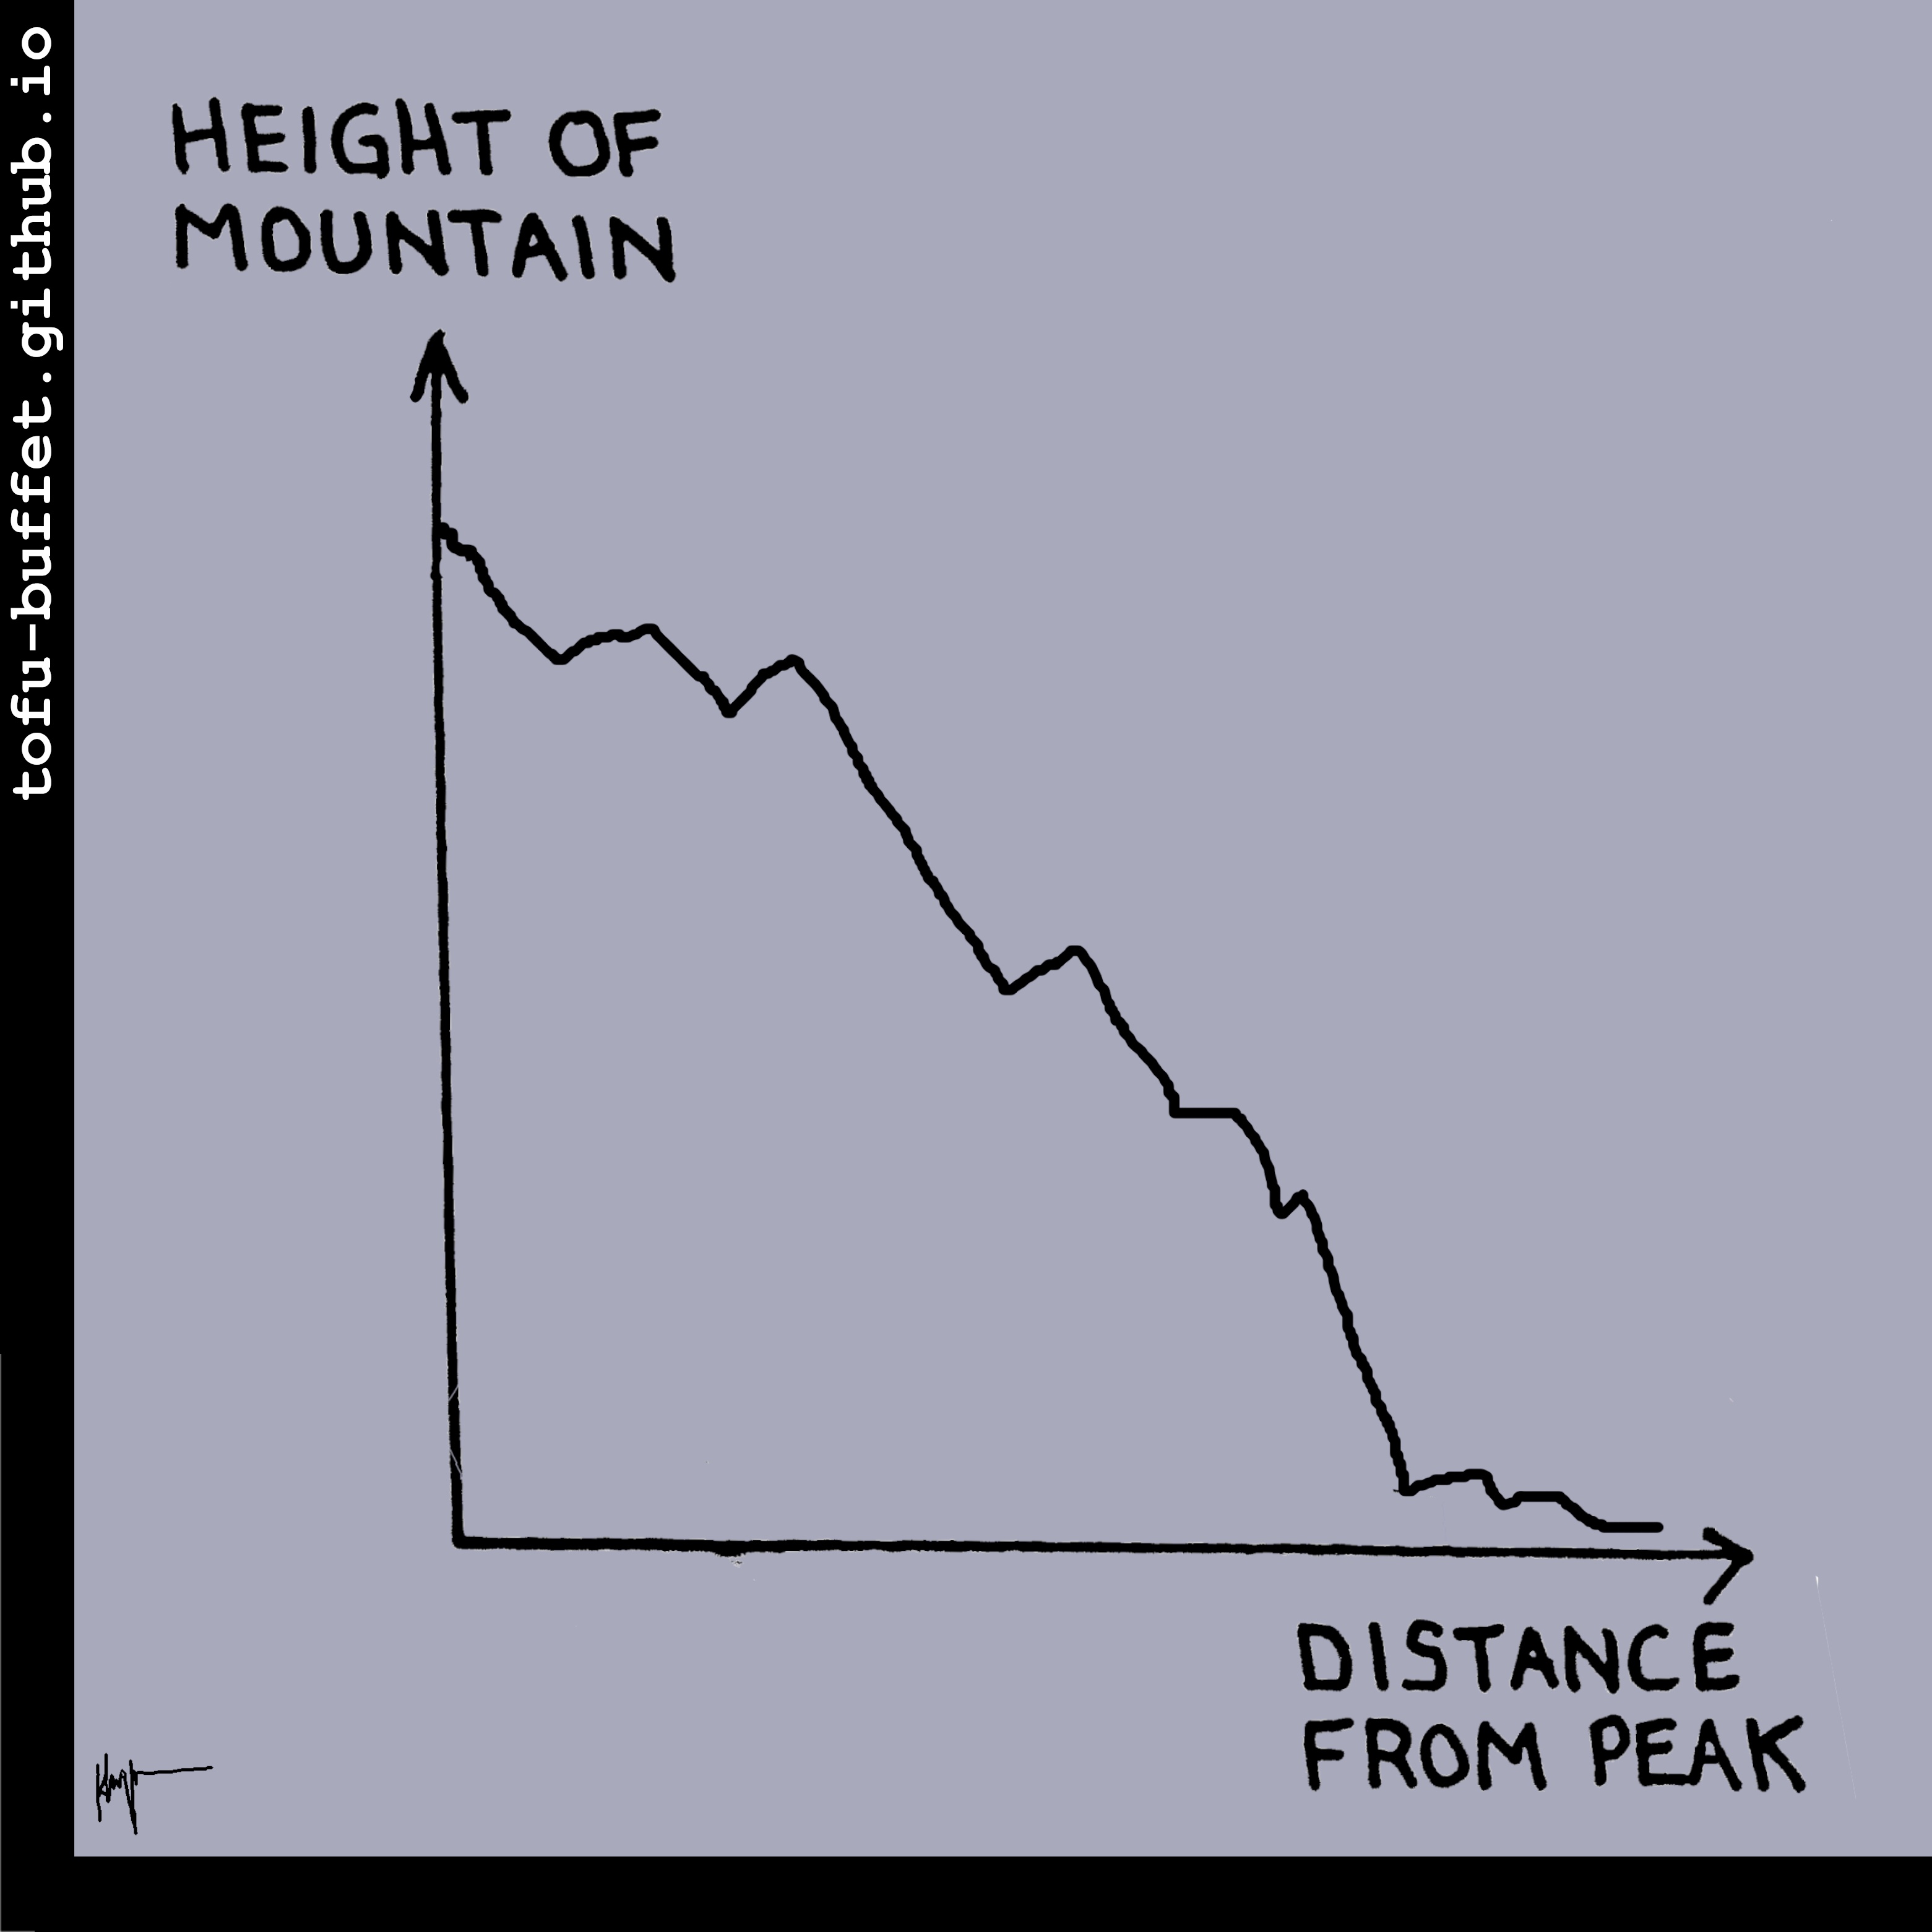 tofu-buffet.github.io
HEIGHT OF
MOUNTAIN
DISTANCE
FROM PEAK